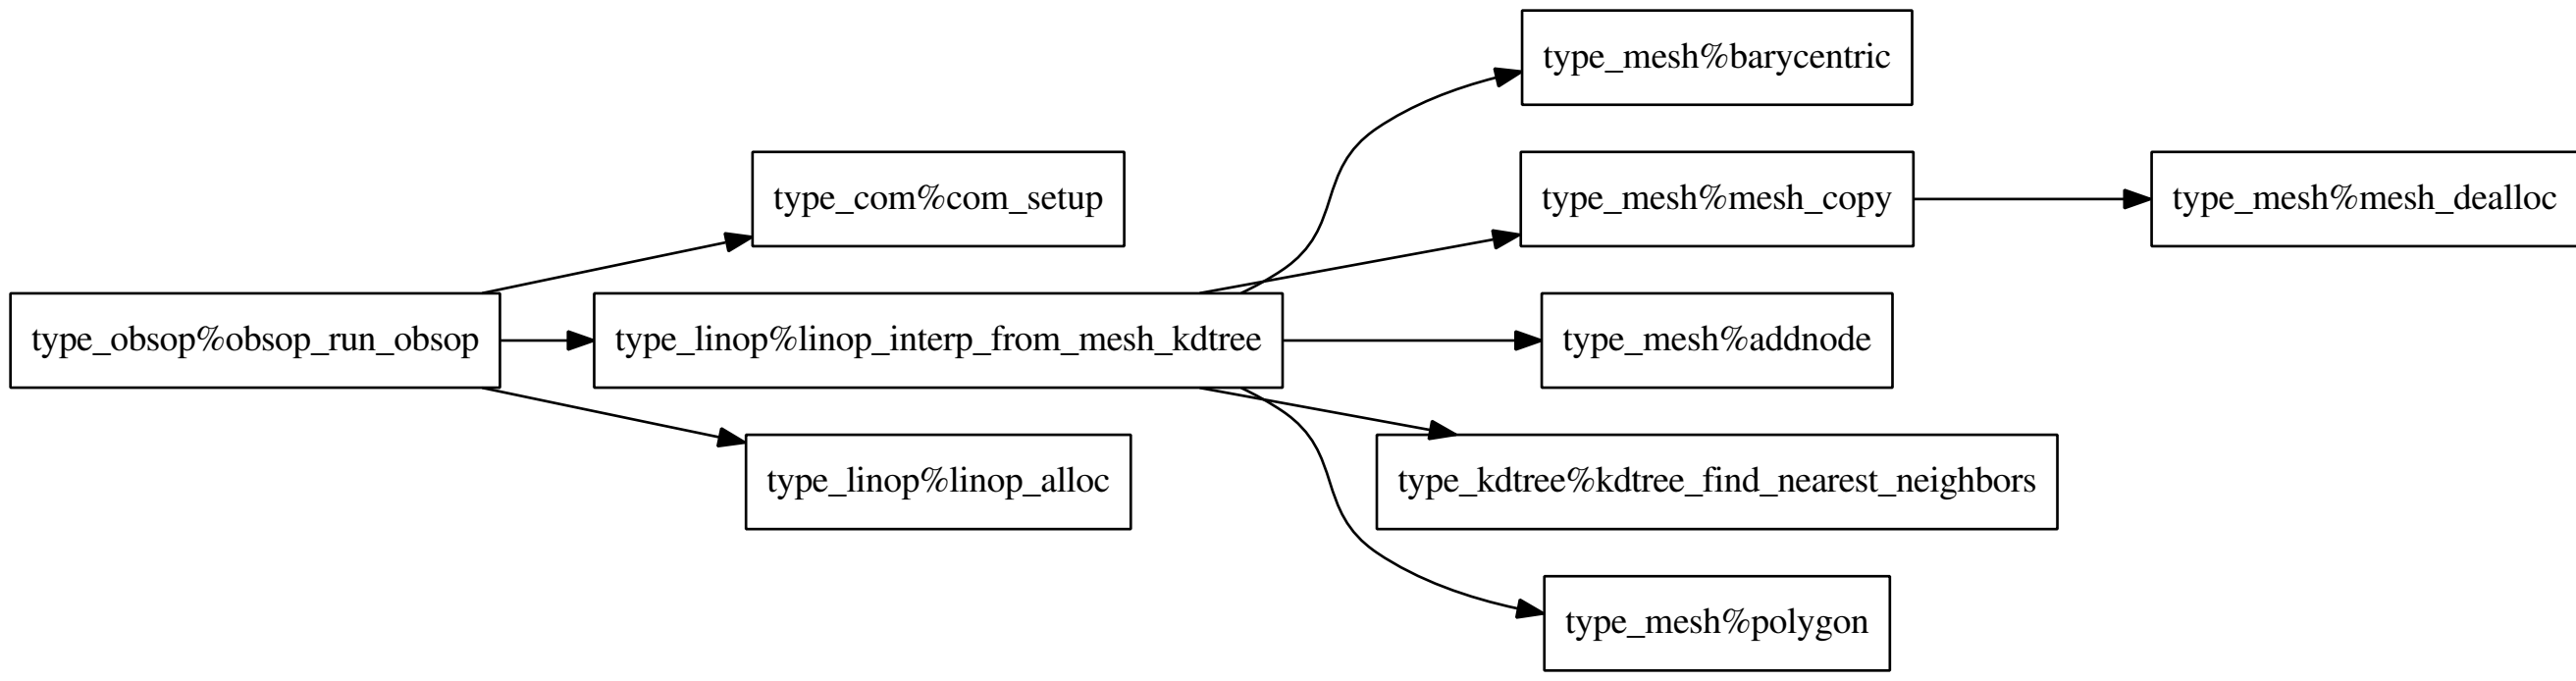 type_mesh%barycentric
type_com%com_setup
type_mesh%mesh_copy
type_mesh%mesh_dealloc
type_obsop%obsop_run_obsop
type_linop%linop_interp_from_mesh_kdtree
type_mesh%addnode
type_linop%linop_alloc
type_kdtree%kdtree_find_nearest_neighbors
type_mesh%polygon